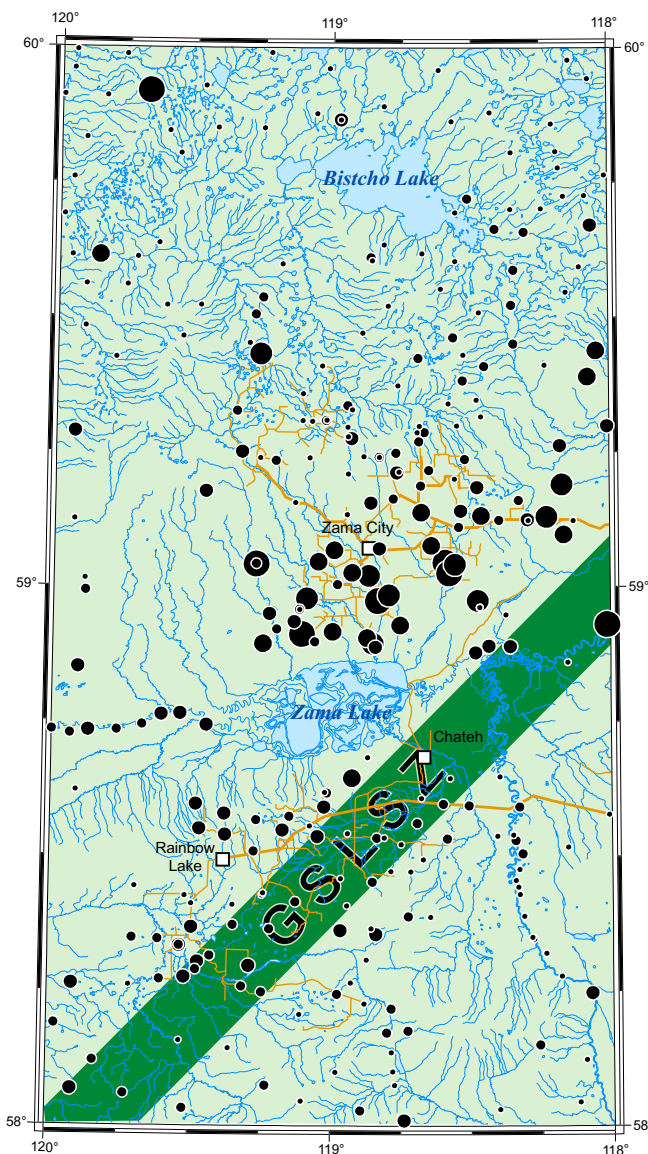 120°
119°
118°
60°
60°
Bistcho Lake
Zama City
59°
59°
Zama Lake
Chateh
GSLSZ
Rainbow
Lake
58°
58°
120°
119°
118°